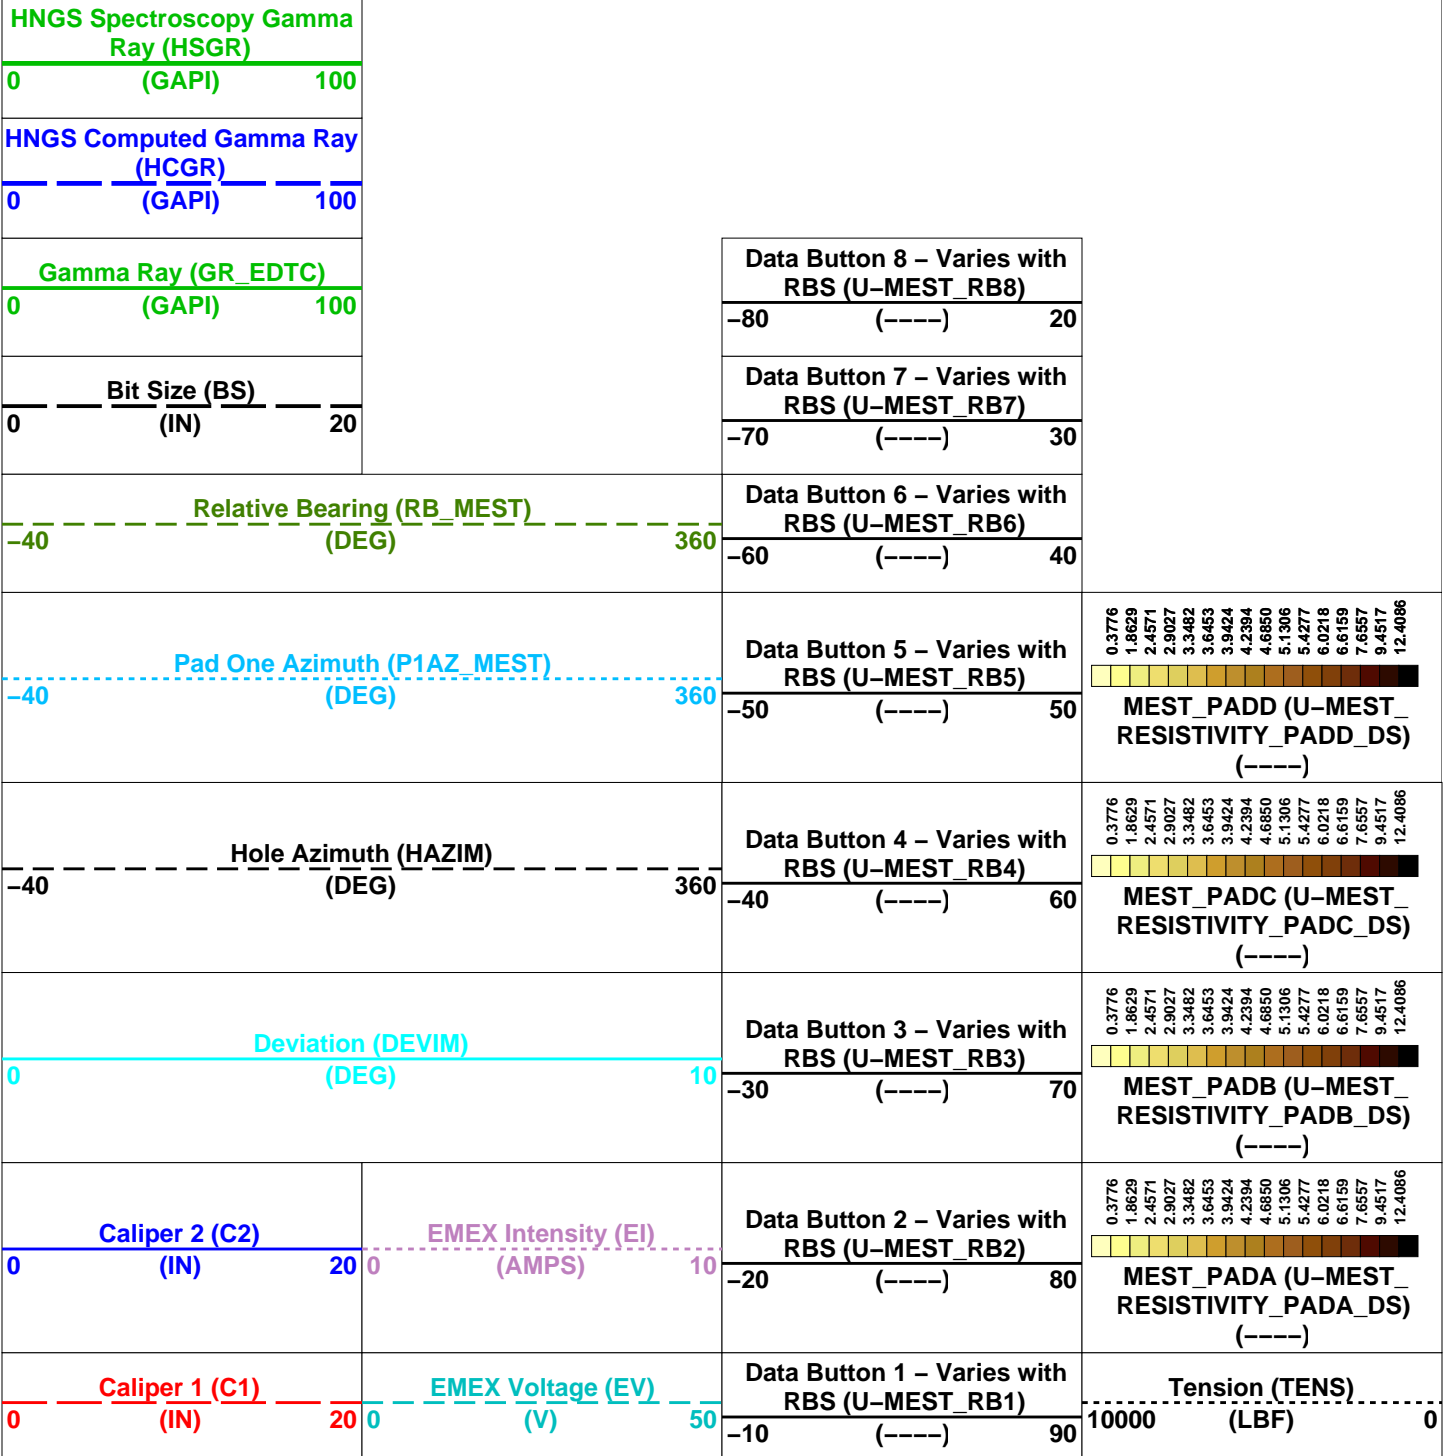 HNGS Spectroscopy Gamma
Ray (HSGR)
0 (GAPI) 100
HNGS Computed Gamma Ray
(HCGR)
0 (GAPI) 100
Gamma Ray (GR_EDTC)
0 (GAPI) 100
Data Button 8 – Varies with
RBS (U–MEST_RB8)
–80 (––––) 20
Bit Size (BS)
0 (IN) 20
Data Button 7 – Varies with
RBS (U–MEST_RB7)
–70 (––––) 30
Relative Bearing (RB_MEST)
–40 (DEG) 360
Data Button 6 – Varies with
RBS (U–MEST_RB6)
–60 (––––) 40
Pad One Azimuth (P1AZ_MEST)
–40 (DEG) 360
Data Button 5 – Varies with
RBS (U–MEST_RB5)
–50 (––––) 50
0.3776 1.8629 2.4571 2.9027 3.3482 3.6453 3.9424 4.2394 4.6850 5.1306 5.4277 6.0218 6.6159 7.6557 9.4517 12.4086
MEST_PADD (U–MEST_
RESISTIVITY_PADD_DS)
(––––)
Hole Azimuth (HAZIM)
–40 (DEG) 360
Data Button 4 – Varies with
RBS (U–MEST_RB4)
–40 (––––) 60
0.3776 1.8629 2.4571 2.9027 3.3482 3.6453 3.9424 4.2394 4.6850 5.1306 5.4277 6.0218 6.6159 7.6557 9.4517 12.4086
MEST_PADC (U–MEST_
RESISTIVITY_PADC_DS)
(––––)
Deviation (DEVIM)
0 (DEG) 10
Data Button 3 – Varies with
RBS (U–MEST_RB3)
–30 (––––) 70
0.3776 1.8629 2.4571 2.9027 3.3482 3.6453 3.9424 4.2394 4.6850 5.1306 5.4277 6.0218 6.6159 7.6557 9.4517 12.4086
MEST_PADB (U–MEST_
RESISTIVITY_PADB_DS)
(––––)
Caliper 2 (C2)
0 (IN) 20
EMEX Intensity (EI)
0 (AMPS) 10
Data Button 2 – Varies with
RBS (U–MEST_RB2)
–20 (––––) 80
0.3776 1.8629 2.4571 2.9027 3.3482 3.6453 3.9424 4.2394 4.6850 5.1306 5.4277 6.0218 6.6159 7.6557 9.4517 12.4086
MEST_PADA (U–MEST_
RESISTIVITY_PADA_DS)
(––––)
Caliper 1 (C1)
0 (IN) 20
EMEX Voltage (EV)
0 (V) 50
Data Button 1 – Varies with
RBS (U–MEST_RB1)
–10 (––––) 90
Tension (TENS)
10000 (LBF) 0